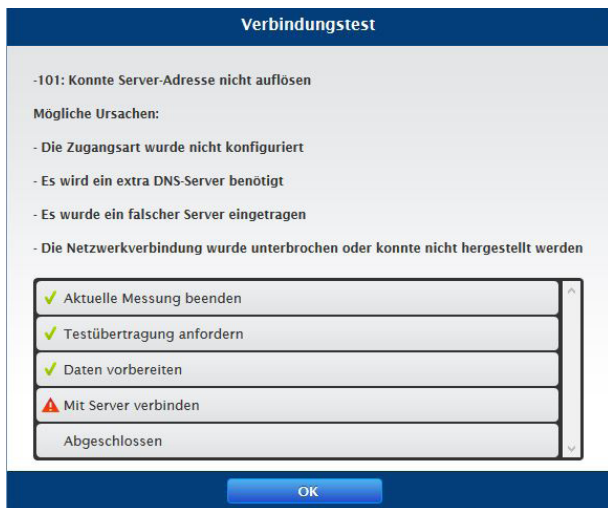 Verbindungstest
-101: Konnte Server-Adresse nicht auflösen
Mögliche Ursachen:
- Die Zugangsart wurde nicht konfiguriert
- Es wird ein extra DNS-Server benötigt
- Es wurde ein falscher Server eingetragen
- Die Netzwerkverbindung wurde unterbrochen oder konnte nicht hergestellt werden
Aktuelle Messung beenden
Testübertragung anfordern
Daten vorbereiten
Mit Server verbinden
Abgeschlossen
OK